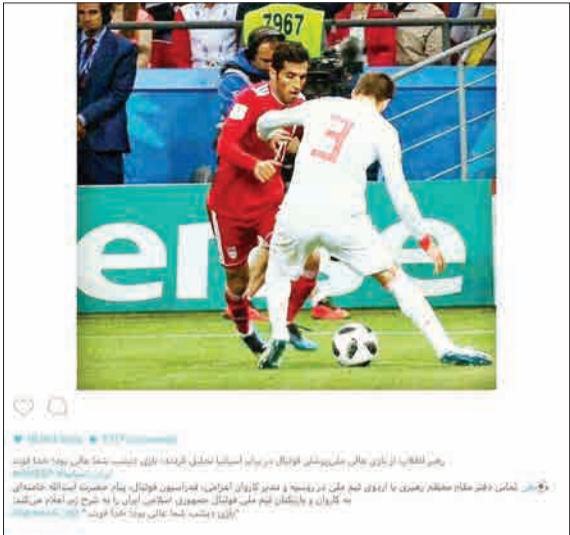 7967
3
ense
رهبر انقلاب از بازی عالی ملی‌پوشان فوتبال در برابر اسپانیا تجلیل کردند: بازی دیشب شما عالی بود؛ خدا قوت
تماس دفتر مقام معظم رهبری با اردوی تیم ملی در روسیه و مدیر کاروان اعزامی، فدراسیون فوتبال، پیام حضرت آیت‌الله خامنه‌ای
به کاروان و بازیکنان تیم ملی فوتبال جمهوری اسلامی ایران را به شرح زیر اعلام می‌کند:
"بازی دیشب شما عالی بود؛ خدا قوت."